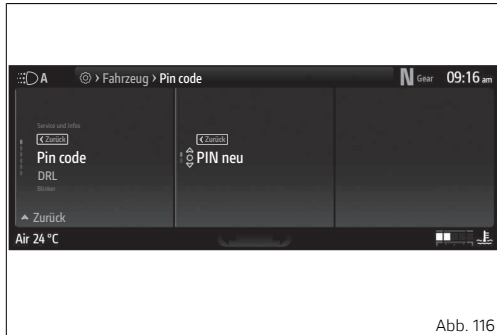 A Fahrzeug > Pin code N Gear 09:16 am
Service und Infos
Zurück
Pin code
DRL
Blinker
Zurück
Zurück
PIN neu
Air 24 °C
Abb. 116